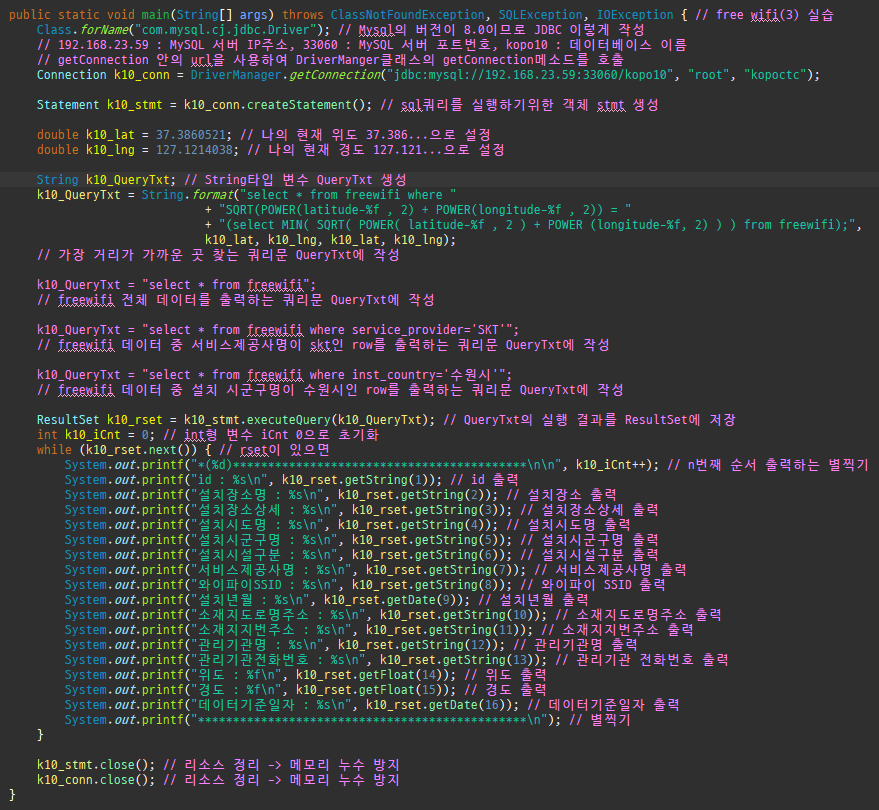 public static void main(String[] args) throws ClassNotFoundException, SQLException, IOException { // free wifi(3) 실습
Class.forName("com.mysql.cj.jdbc.Driver"); // Mysql의 버전이 8.0이므로 JDBC 이렇게 작성
// 192.168.23.59 : MySQL 서버 IP주소, 33060 : MySQL 서버 포트번호, kopo10 : 데이터베이스 이름
// getConnection 안의 url을 사용하여 DriverManger클래스의 getConnection메소드를 호출
Connection k10_conn = DriverManager.getConnection("jdbc:mysql://192.168.23.59:33060/kopo10", "root", "kopoctc");
Statement k10_stmt = k10_conn.createStatement(); // sql쿼리를 실행하기위한 객체 stmt 생성
double k10_lat = 37.3860521; // 나의 현재 위도 37.386...으로 설정
double k10_lng = 127.1214038; // 나의 현재 경도 127.121...으로 설정
String k10_QueryTxt; // String타입 변수 QueryTxt 생성
k10_QueryTxt = String.format("select * from freewifi where "
+ "SQRT(POWER(latitude-%f , 2) + POWER(longitude-%f , 2)) = "
+ "(select MIN( SQRT( POWER( latitude-%f , 2 ) + POWER (longitude-%f, 2) ) ) from freewifi);",
k10_lat, k10_lng, k10_lat, k10_lng);
// 가장 거리가 가까운 곳 찾는 쿼리문 QueryTxt에 작성
k10_QueryTxt = "select * from freewifi";
// freewifi 전체 데이터를 출력하는 쿼리문 QueryTxt에 작성
k10_QueryTxt = "select * from freewifi where service_provider='SKT'";
// freewifi 데이터 중 서비스제공사명이 skt인 row를 출력하는 쿼리문 QueryTxt에 작성
k10_QueryTxt = "select * from freewifi where inst_country='수원시'";
// freewifi 데이터 중 설치 시군구명이 수원시인 row를 출력하는 쿼리문 QueryTxt에 작성
ResultSet k10_rset = k10_stmt.executeQuery(k10_QueryTxt); // QueryTxt의 실행 결과를 ResultSet에 저장
int k10_iCnt = 0; // int형 변수 iCnt 0으로 초기화
while (k10_rset.next()) { // rset이 있으면
System.out.printf("*(%d)******************************************\n\n", k10_iCnt++); // n번째 순서 출력하는 별찍기
System.out.printf("id : %s\n", k10_rset.getString(1)); // id 출력
System.out.printf("설치장소명 : %s\n", k10_rset.getString(2)); // 설치장소 출력
System.out.printf("설치장소상세 : %s\n", k10_rset.getString(3)); // 설치장소상세 출력
System.out.printf("설치시도명 : %s\n", k10_rset.getString(4)); // 설치시도명 출력
System.out.printf("설치시군구명 : %s\n", k10_rset.getString(5)); // 설치시군구명 출력
System.out.printf("설치시설구분 : %s\n", k10_rset.getString(6)); // 설치시설구분 출력
System.out.printf("서비스제공사명 : %s\n", k10_rset.getString(7)); // 서비스제공사명 출력
System.out.printf("와이파이SSID : %s\n", k10_rset.getString(8)); // 와이파이 SSID 출력
System.out.printf("설치년월 : %s\n", k10_rset.getDate(9)); // 설치년월 출력
System.out.printf("소재지도로명주소 : %s\n", k10_rset.getString(10)); // 소재지도로명주소 출력
System.out.printf("소재지지번주소 : %s\n", k10_rset.getString(11)); // 소재지지번주소 출력
System.out.printf("관리기관명 : %s\n", k10_rset.getString(12)); // 관리기관명 출력
System.out.printf("관리기관전화번호 : %s\n", k10_rset.getString(13)); // 관리기관 전화번호 출력
System.out.printf("위도 : %f\n", k10_rset.getFloat(14)); // 위도 출력
System.out.printf("경도 : %f\n", k10_rset.getFloat(15)); // 경도 출력
System.out.printf("데이터기준일자 : %s\n", k10_rset.getDate(16)); // 데이터기준일자 출력
System.out.printf("***********************************************\n"); // 별찍기
}
k10_stmt.close(); // 리소스 정리 -> 메모리 누수 방지
k10_conn.close(); // 리소스 정리 -> 메모리 누수 방지
}